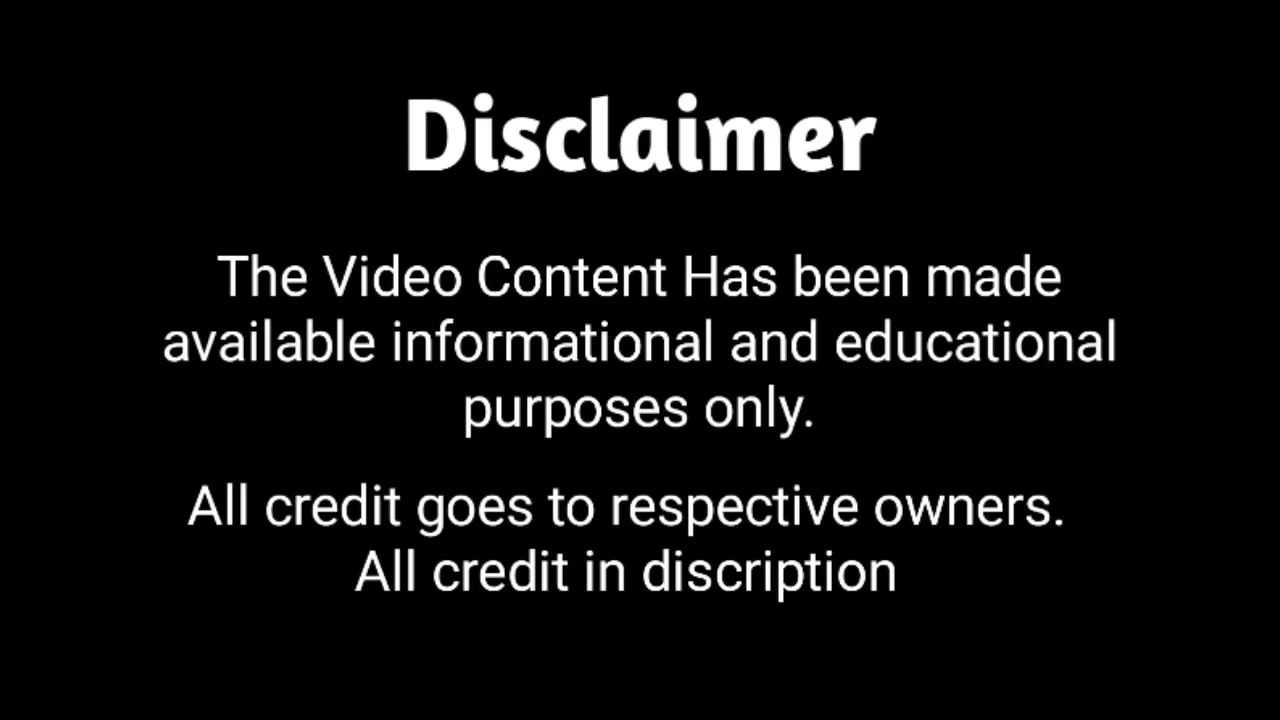 Disclaimer
The Video Content Has been made
available informational and educational
purposes only.
All credit goes to respective owners.
All credit in discription